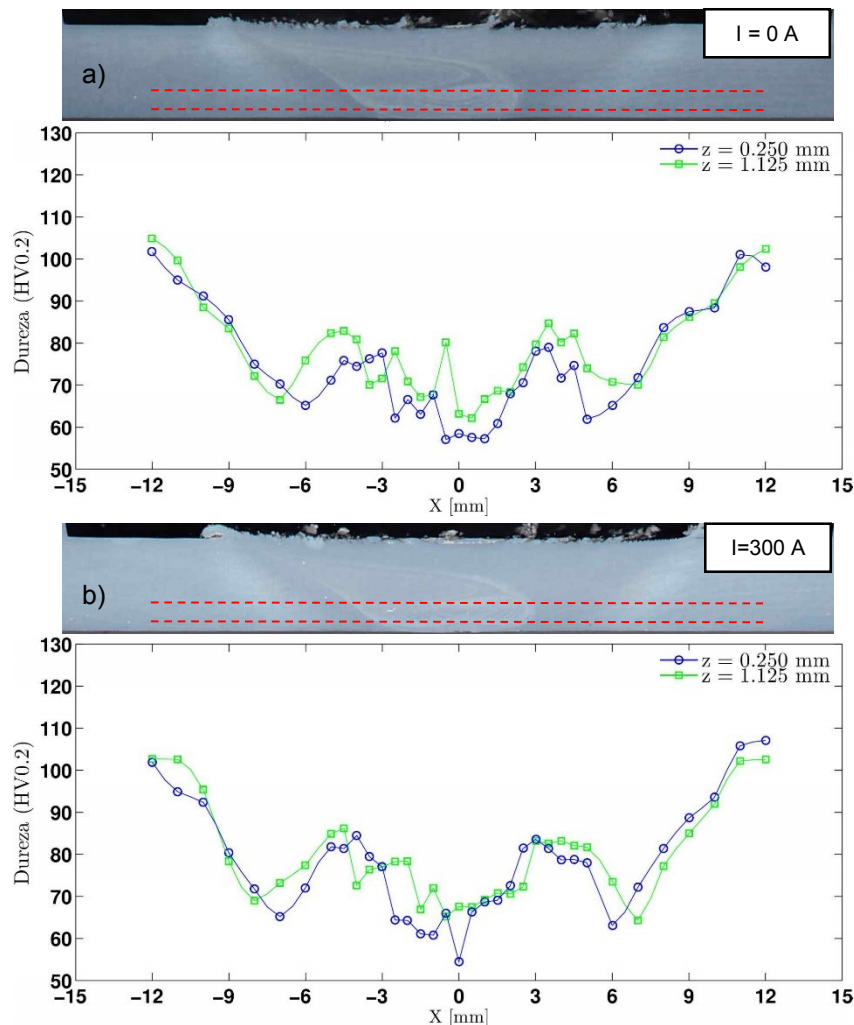 I = 0 A
a)
130
120
110
100
90
80
70
60
50
Dureza (HV0.2)
z = 0.250 mm
z = 1.125 mm
−15 −12 −9 −6 −3 0 3 6 9 12 15
X [mm]
I=300 A
b)
130
120
110
100
90
80
70
60
50
Dureza (HV0.2)
z = 0.250 mm
z = 1.125 mm
−15 −12 −9 −6 −3 0 3 6 9 12 15
X [mm]